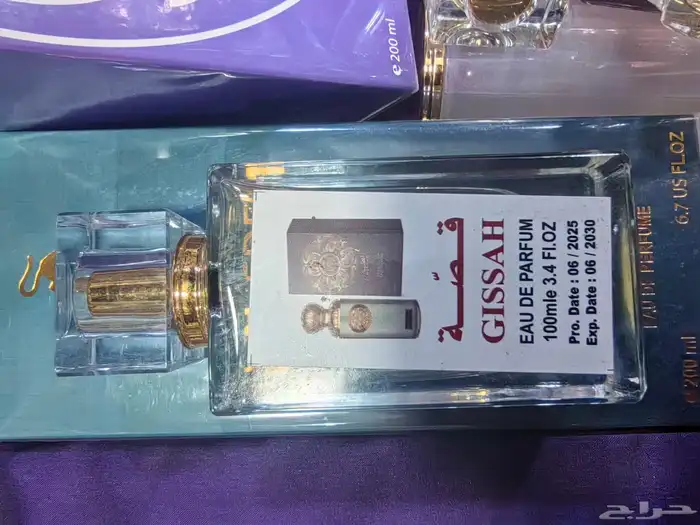 قصّة
GISSAH
EAU DE PARFUM
100mle 3.4 Fl.OZ
Pro. Date : 06 / 2025
Exp. Date : 06 / 2030
EAU DE PERFUME
200 ml
6.7 US FL.OZ
e 200 ml
حراج